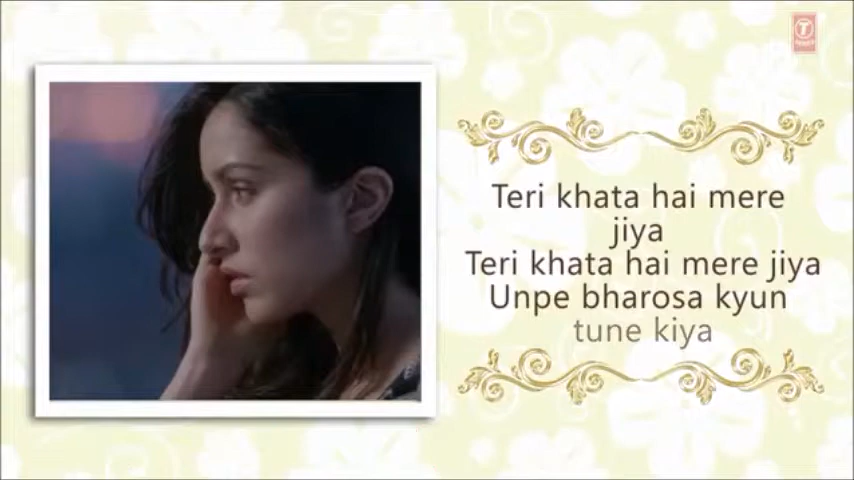 Teri khata hai mere
jiya
Teri khata hai mere jiya
Unpe bharosa kyun
tune kiya